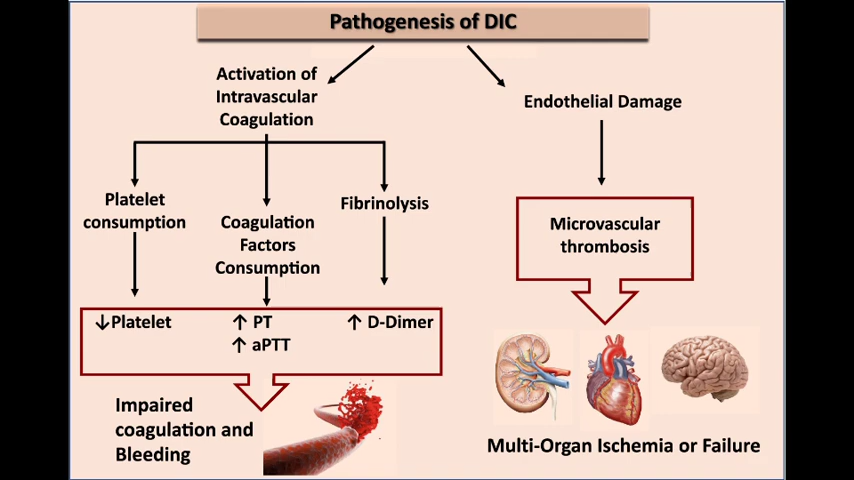 Pathogenesis of DIC
Activation of
Intravascular
Coagulation
Endothelial Damage
Platelet
consumption
Coagulation
Factors
Consumption
Fibrinolysis
Microvascular
thrombosis
↓Platelet
↑ PT
↑ aPTT
↑ D-Dimer
Impaired
coagulation and
Bleeding
Multi-Organ Ischemia or Failure